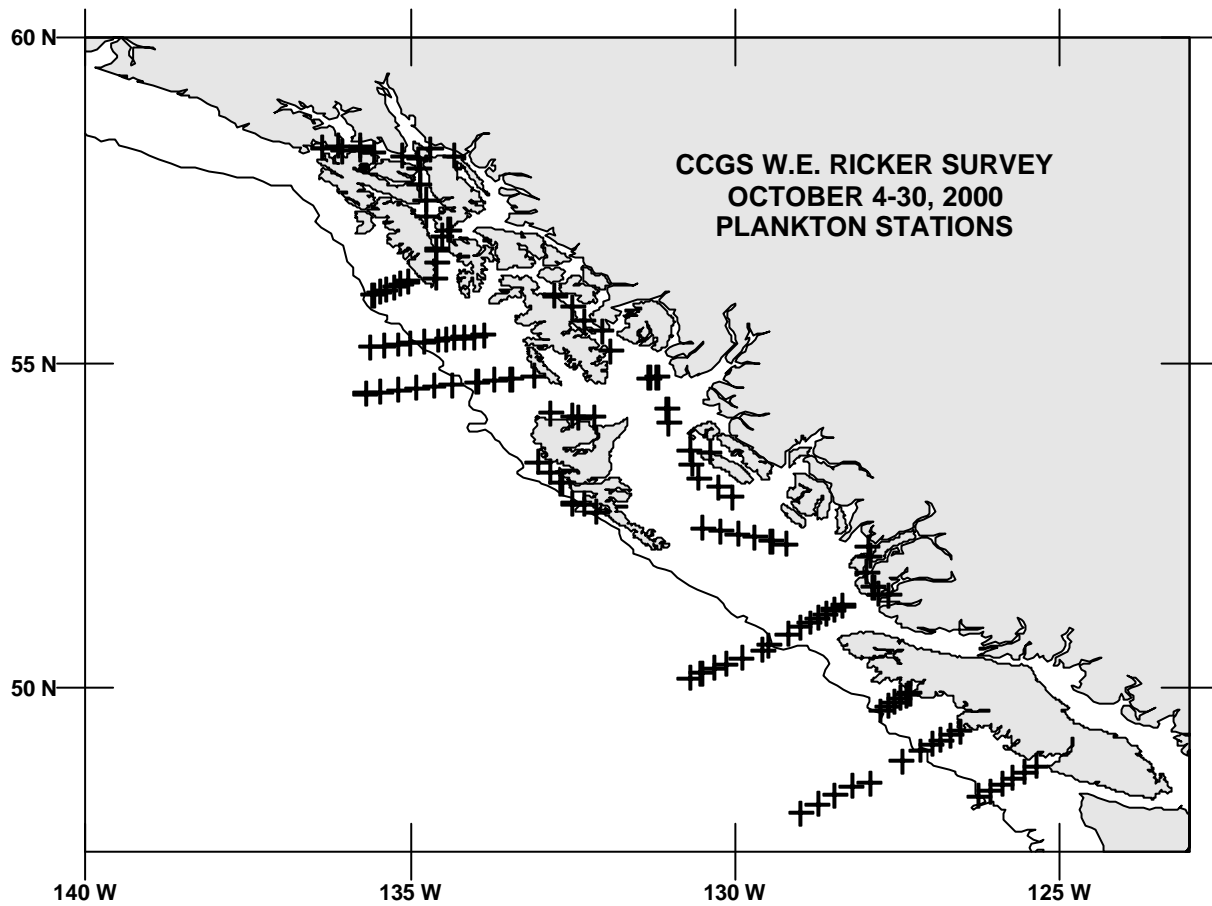 60 N
CCGS W.E. RICKER SURVEY
OCTOBER 4-30, 2000
PLANKTON STATIONS
55 N
50 N
140 W
135 W
130 W
125 W